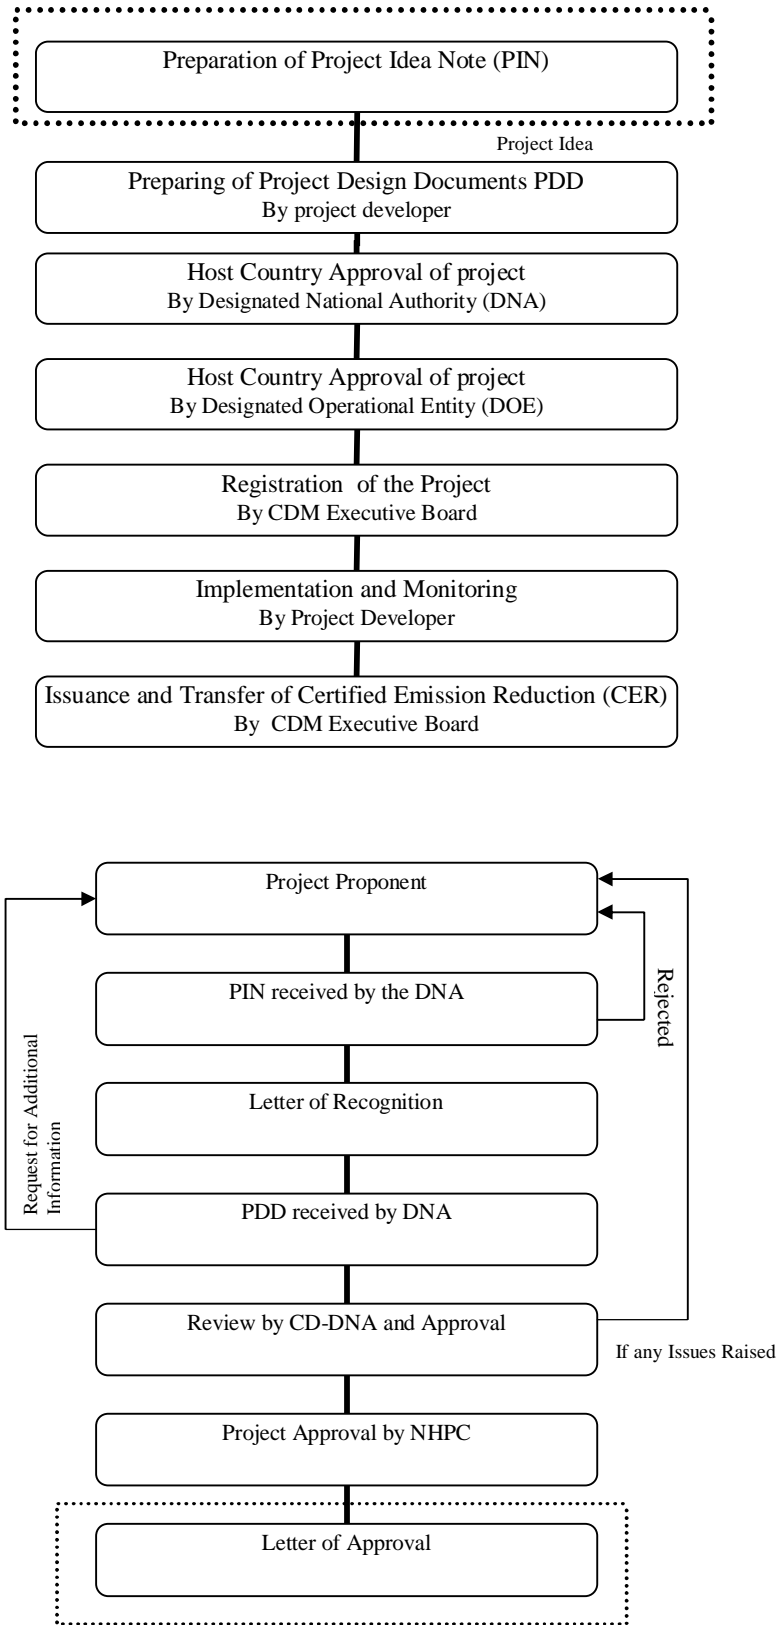 Preparation of Project Idea Note (PIN)
Project Idea
Preparing of Project Design Documents PDD
By project developer
Host Country Approval of project
By Designated National Authority (DNA)
Host Country Approval of project
By Designated Operational Entity (DOE)
Registration of the Project
By CDM Executive Board
Implementation and Monitoring
By Project Developer
Issuance and Transfer of Certified Emission Reduction (CER)
By CDM Executive Board
Project Proponent
PIN received by the DNA
Rejected
Letter of Recognition
Request for Additional
Information
PDD received by DNA
Review by CD-DNA and Approval
If any Issues Raised
Project Approval by NHPC
Letter of Approval